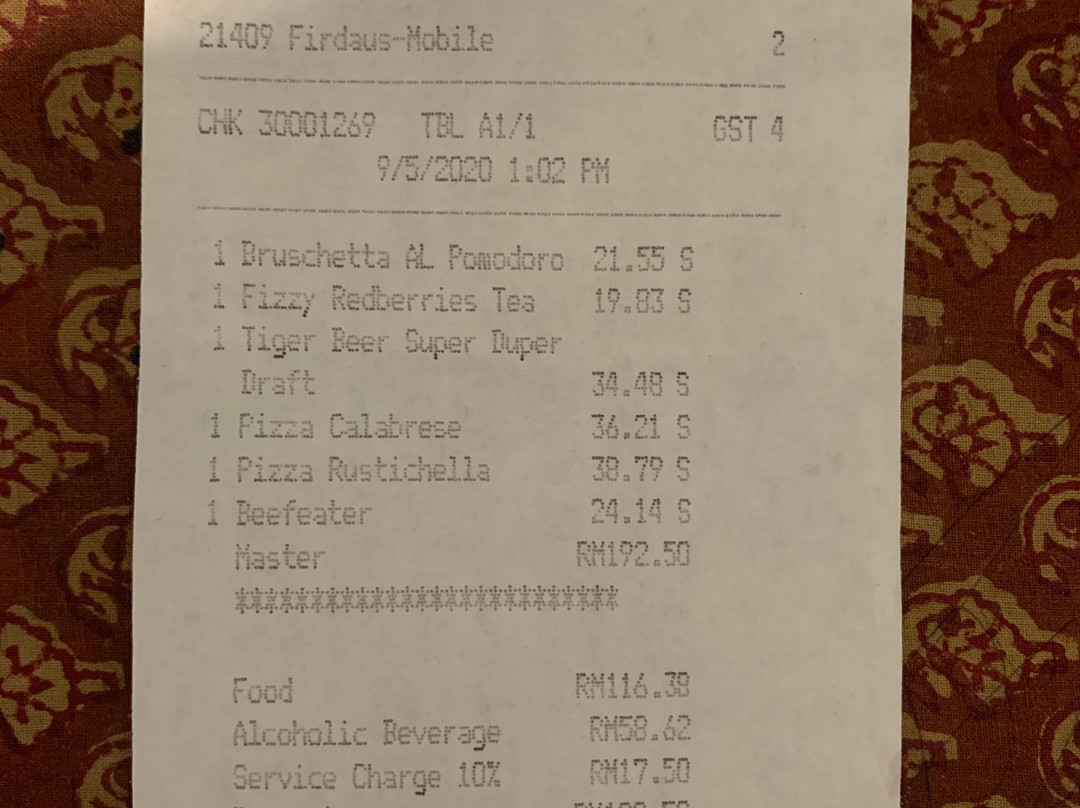 21409 Firdaus-Mobile 2
CHK 30001269 TBL A1/1 GST 4
9/5/2020 1:02 PM
1 Bruschetta AL Pomodoro 21.55 S
1 Fizzy Redberries Tea 19.83 S
1 Tiger Beer Super Duper
Draft 34.48 S
1 Pizza Calabrese 36.21 S
1 Pizza Rustichella 38.79 S
1 Beefeater 24.14 S
Master RM192.50
**************************
Food RM116.38
Alcoholic Beverage RM58.62
Service Charge 10% RM17.50